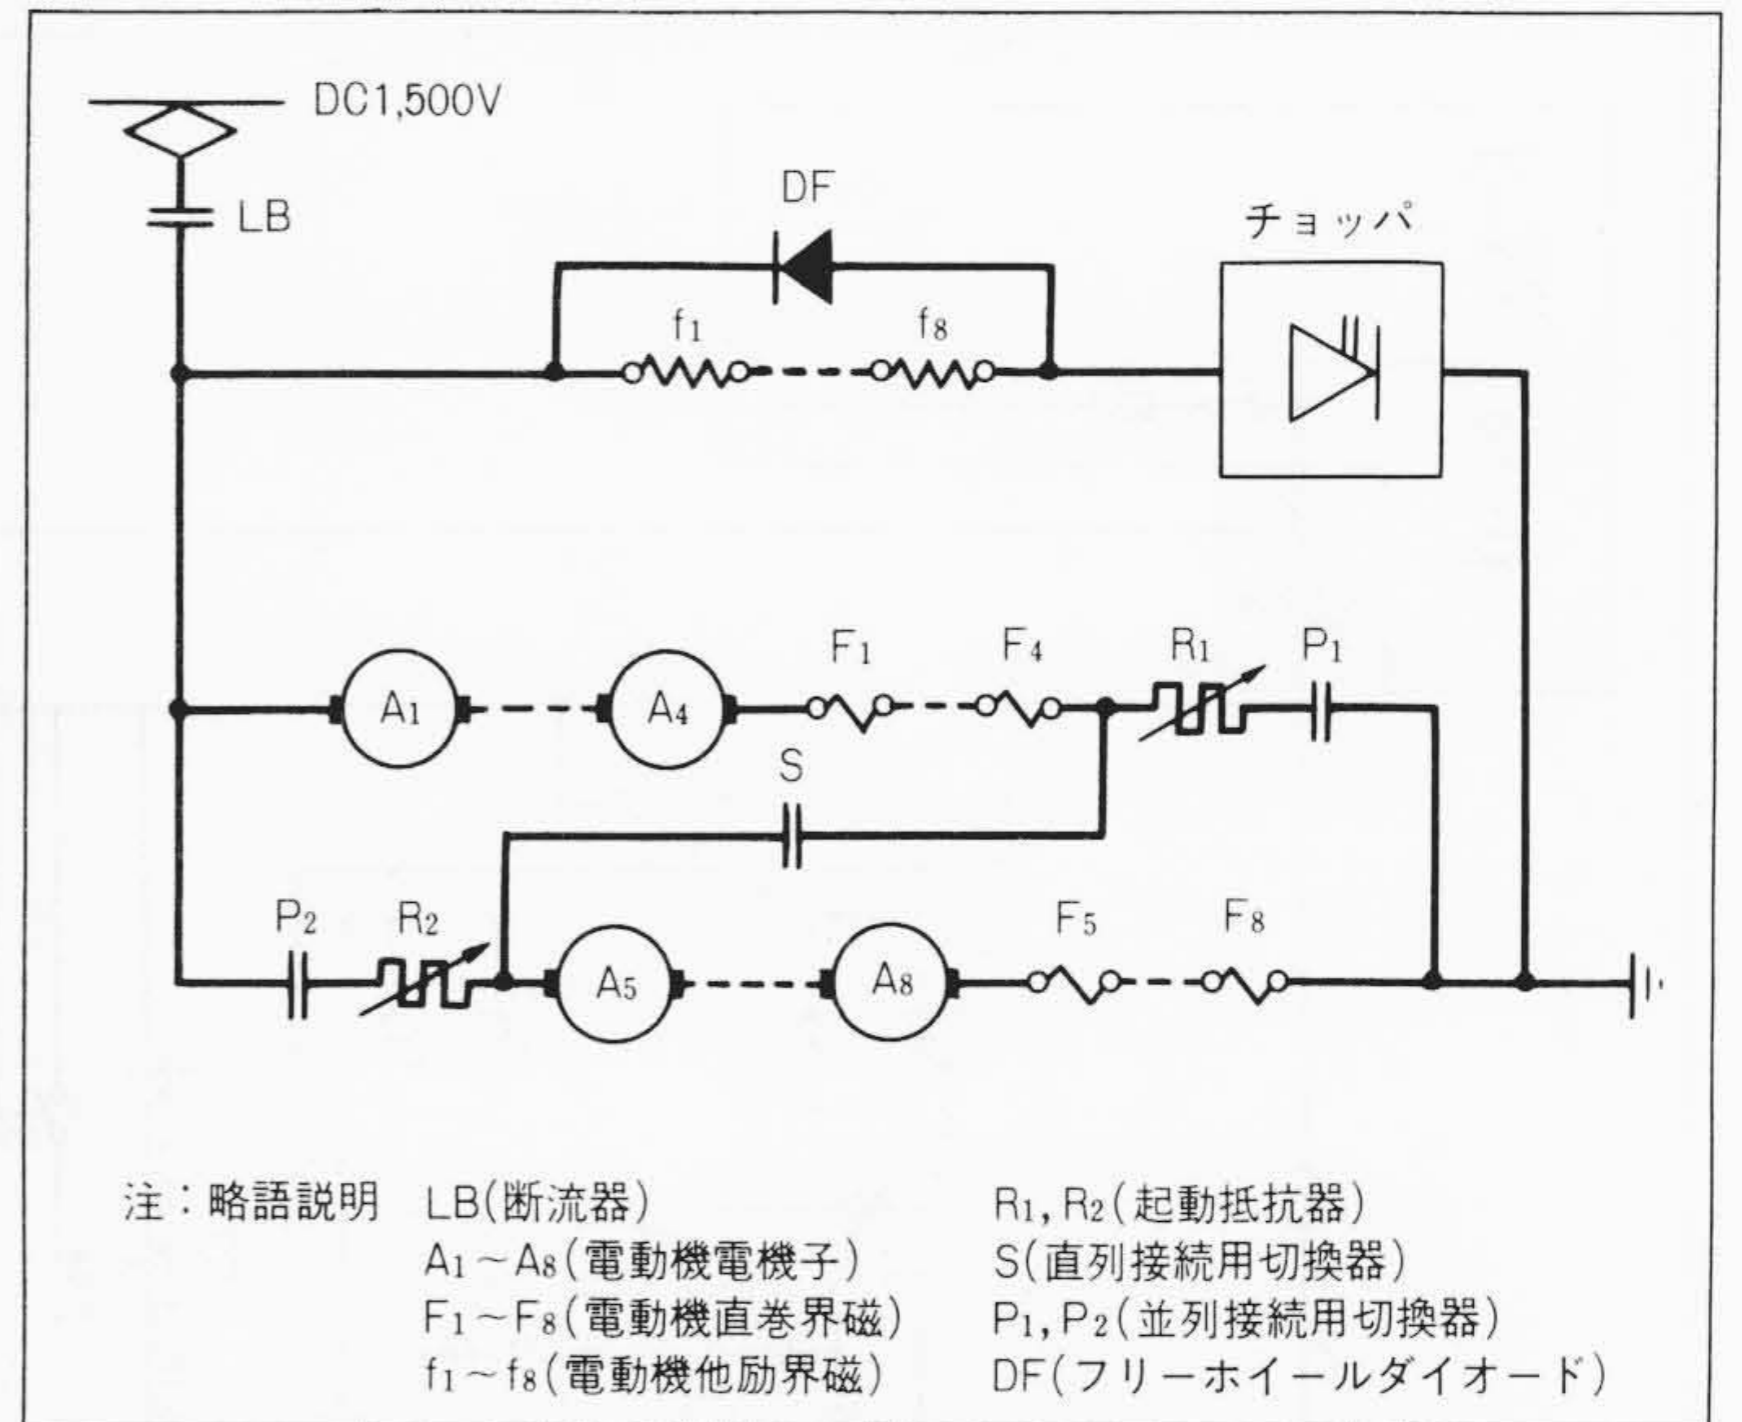 DC1,500V
LB
DF
チョッパ
f1
f8
F1
F4
R1
P1
A1
A4
S
P2
R2
F5
F8
A5
A8
注：略語説明 LB(断流器) R1, R2(起動抵抗器)
A1～A8(電動機電機子) S(直列接続用切換器)
F1～F8(電動機直巻界磁) P1, P2(並列接続用切換器)
f1～f8(電動機他励界磁) DF(フリーホイールダイオード)